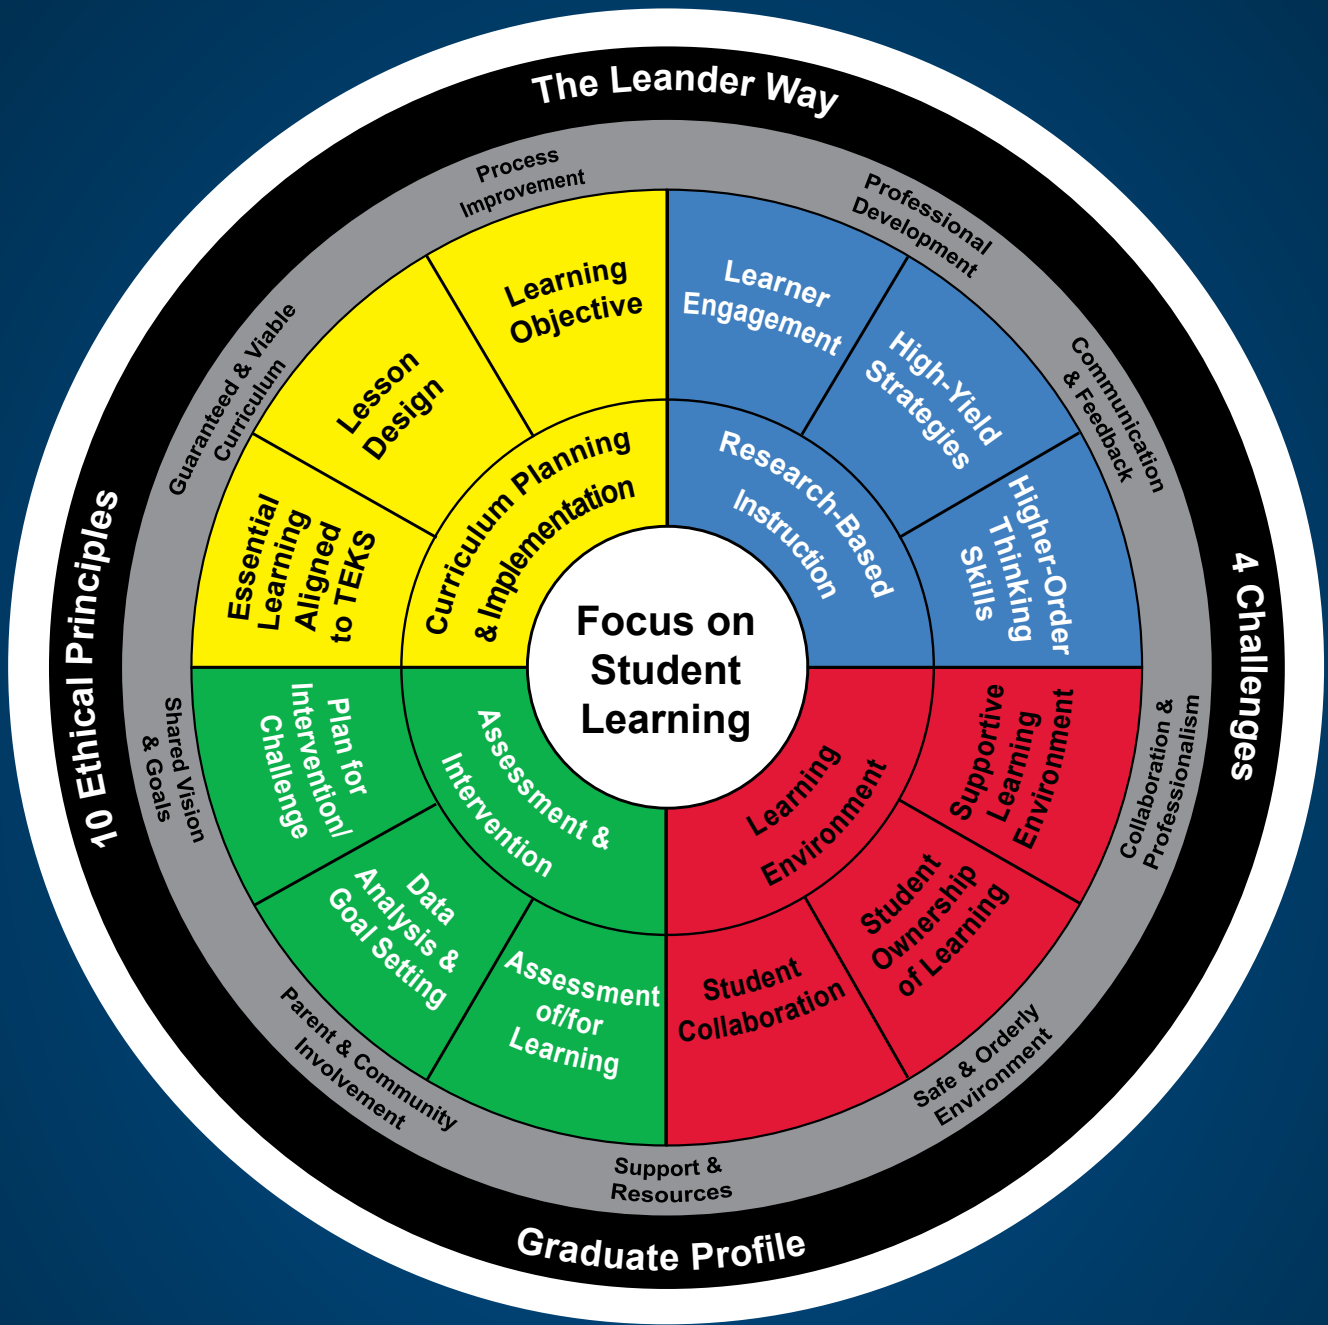 The Leander Way
4 Challenges
Graduate Profile
10 Ethical Principles
Process
Improvement
Professional
Development
Communication
& Feedback
Collaboration &
Professionalism
Safe & Orderly
Environment
Support &
Resources
Parent & Community
Involvement
Shared Vision
& Goals
Guaranteed & Viable
Curriculum
Learning
Objective
Lesson
Design
Essential
Learning
Aligned
to TEKS
Curriculum Planning
& Implementation
Learner
Engagement
High-Yield
Strategies
Higher-Order
Thinking
Skills
Research-Based
Instruction
Supportive
Learning
Environment
Student
Ownership
of Learning
Student
Collaboration
Learning
Environment
Assessment
of/for
Learning
Data
Analysis &
Goal Setting
Plan for
Intervention/
Challenge
Assessment &
Intervention
Focus on
Student
Learning